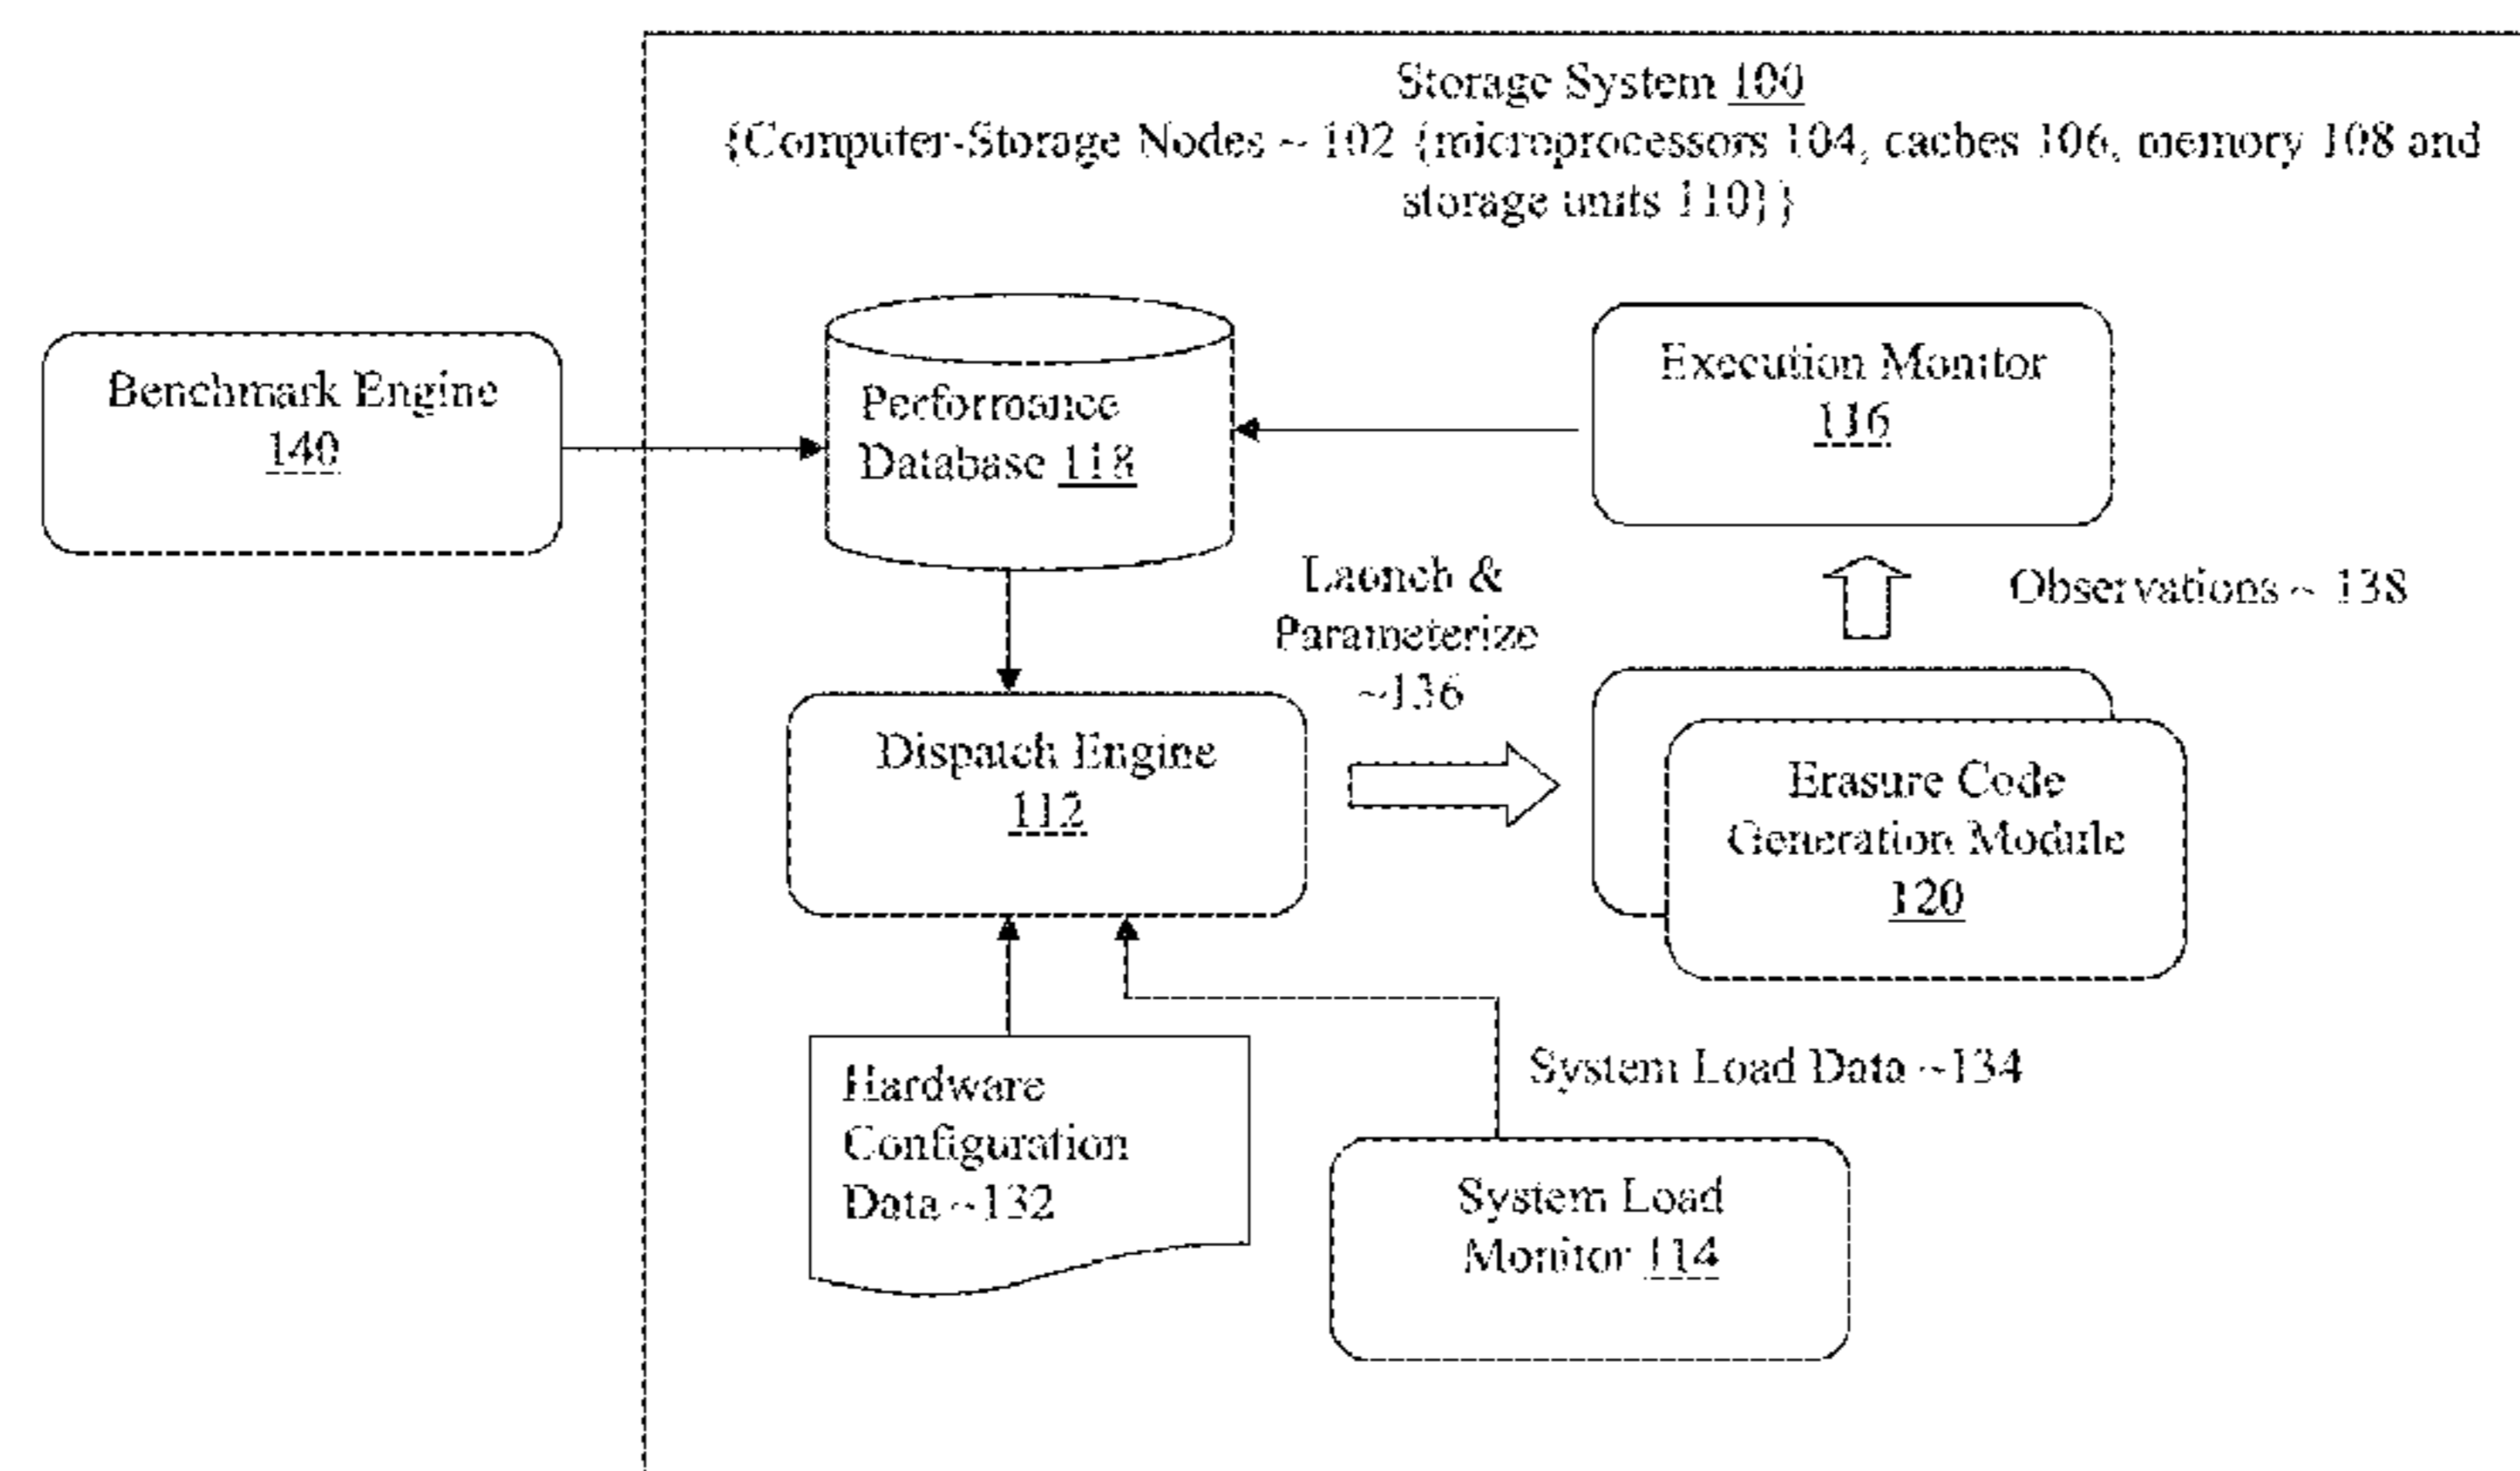 Storage System 100
{Computer-Storage Nodes ~ 102 {microprocessors 104, caches 106, memory 108 and
storage units 110}}
Benchmark Engine
140
Performance
Database 118
Execution Monitor
116
Launch &
Parameterize
~136
Observations ~ 138
Dispatch Engine
112
Erasure Code
Generation Module
120
Hardware
Configuration
Data ~132
System Load Data ~134
System Load
Monitor 114